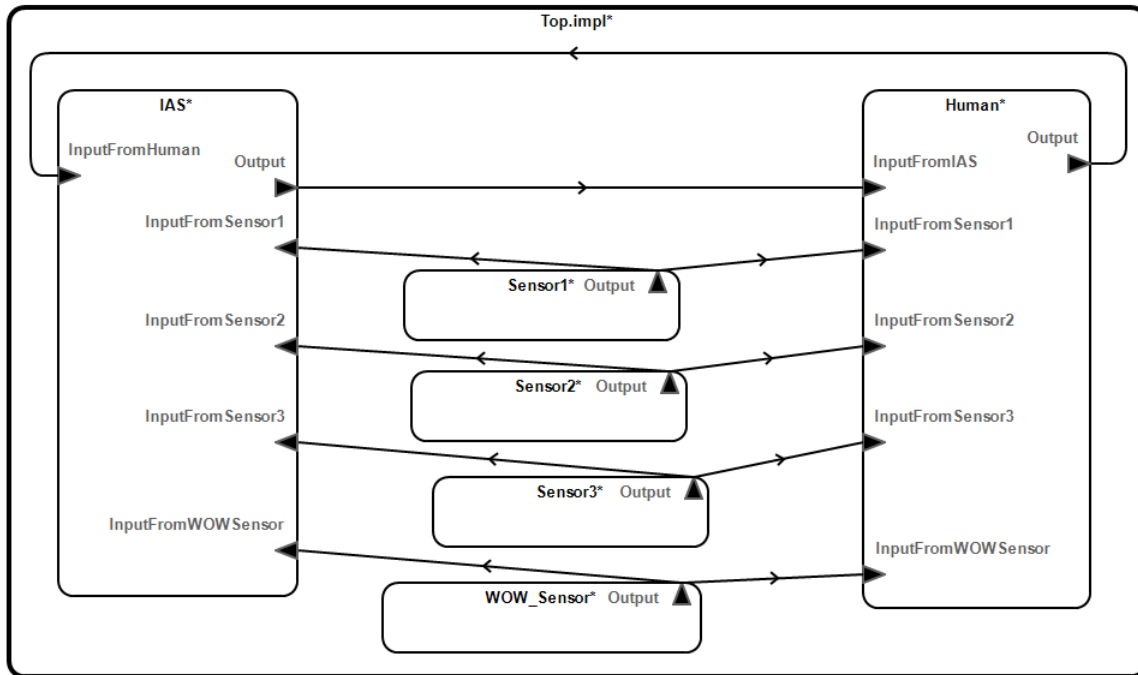 Top.impl*
IAS*
Human*
InputFromHuman
Output
Output
InputFromIAS
InputFromSensor1
InputFromSensor1
Sensor1* Output
InputFromSensor2
InputFromSensor2
Sensor2* Output
InputFromSensor3
InputFromSensor3
Sensor3* Output
InputFromWOWSensor
InputFromWOWSensor
WOW_Sensor* Output